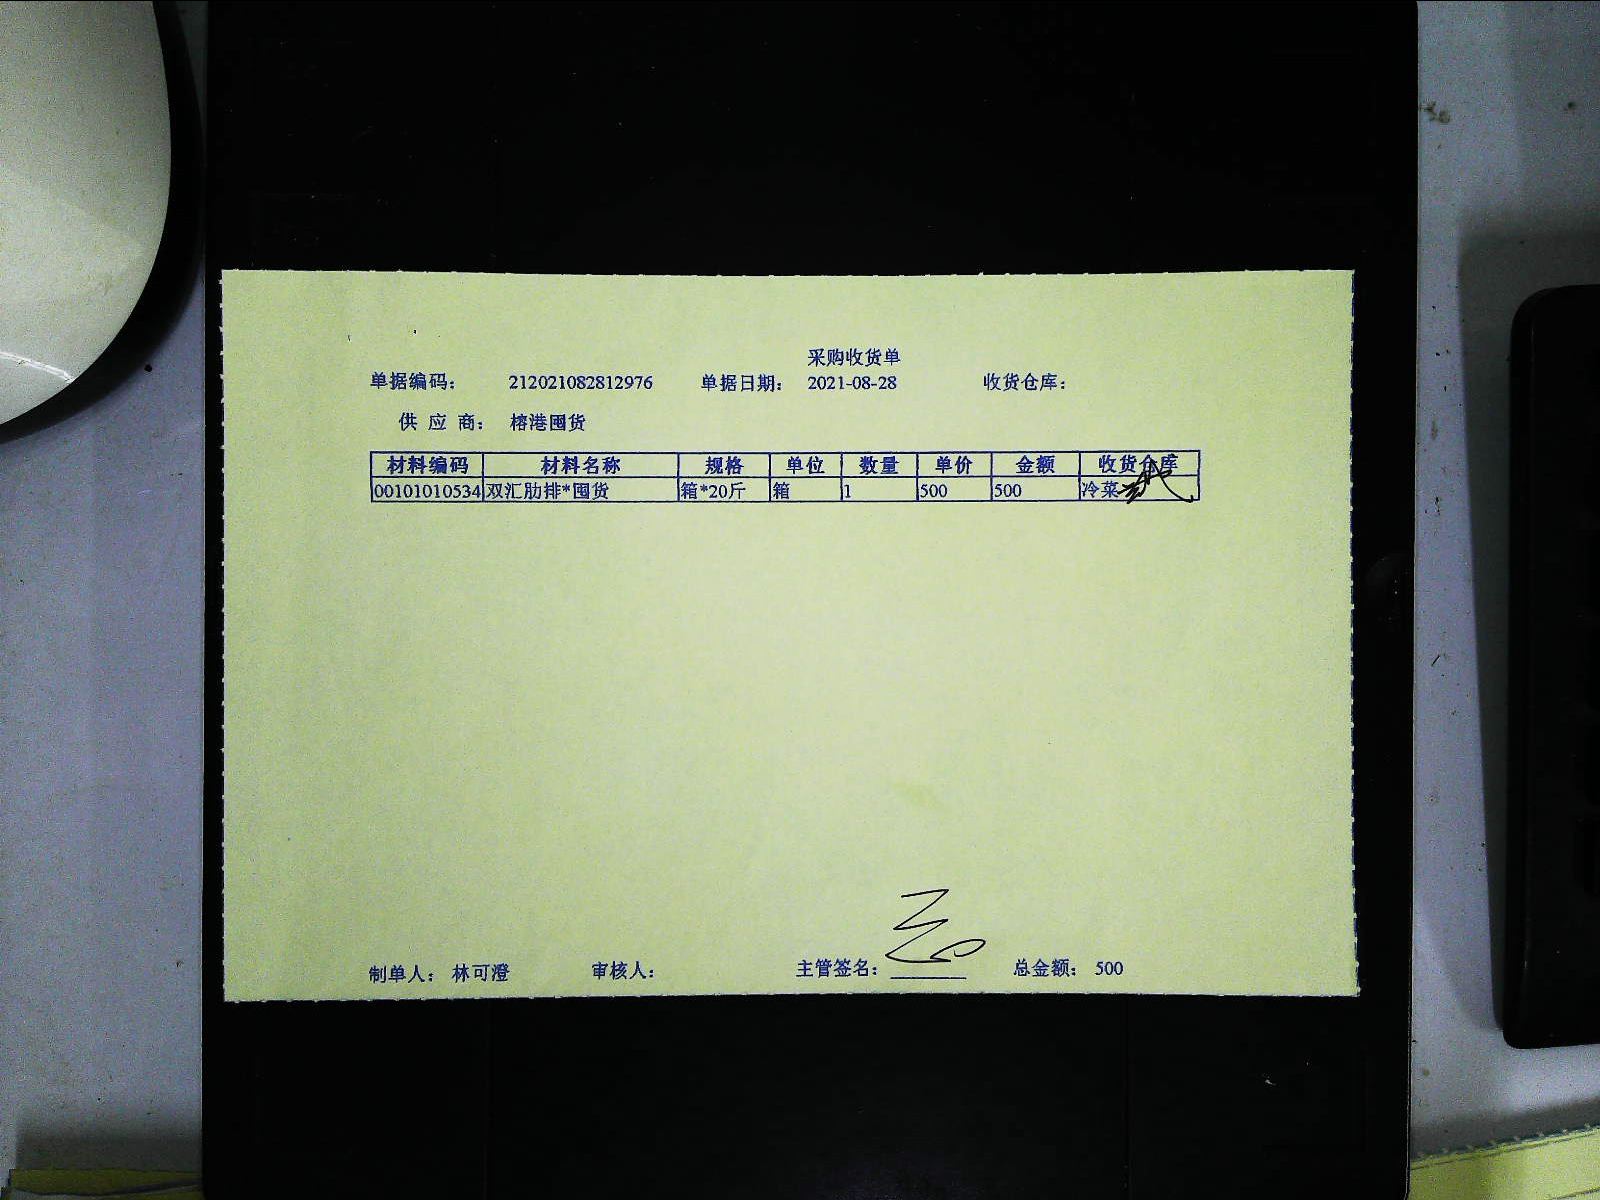 采购收货单
单据编码： 212021082812976 单据日期： 2021-08-28 收货仓库：
供 应 商： 榕港囤货
材料编码 材料名称 规格 单位 数量 单价 金额 收货仓库
00101010534 双汇肋排*囤货 箱*20斤 箱 1 500 500 冷菜
制单人： 林可澄 审核人： 主管签名： 总金额： 500